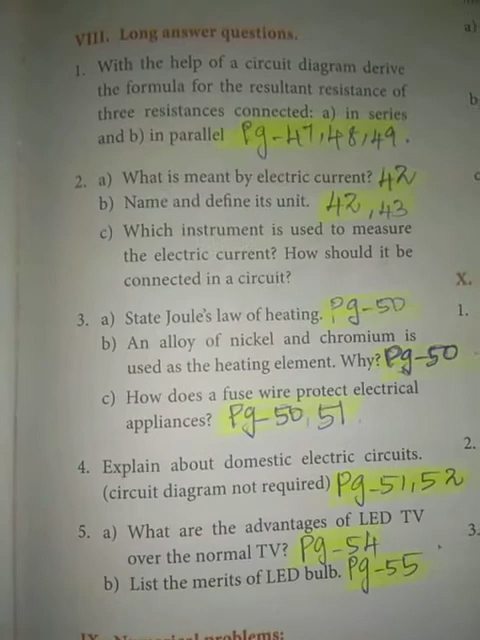 a)
VIII. Long answer questions.
1. With the help of a circuit diagram derive
the formula for the resultant resistance of
three resistances connected: a) in series
b
and b) in parallel Pg-47,48,49.
2. a) What is meant by electric current? 42
b) Name and define its unit. 42,43
c) Which instrument is used to measure
the electric current? How should it be
connected in a circuit?
X.
3. a) State Joule's law of heating. Pg-50
1.
b) An alloy of nickel and chromium is
used as the heating element. Why? Pg-50
c) How does a fuse wire protect electrical
appliances? Pg-50,51.
2.
4. Explain about domestic electric circuits.
(circuit diagram not required) Pg-51,52
5. a) What are the advantages of LED TV
3.
over the normal TV? Pg-54
b) List the merits of LED bulb. Pg-55
IX. Numerical problems: